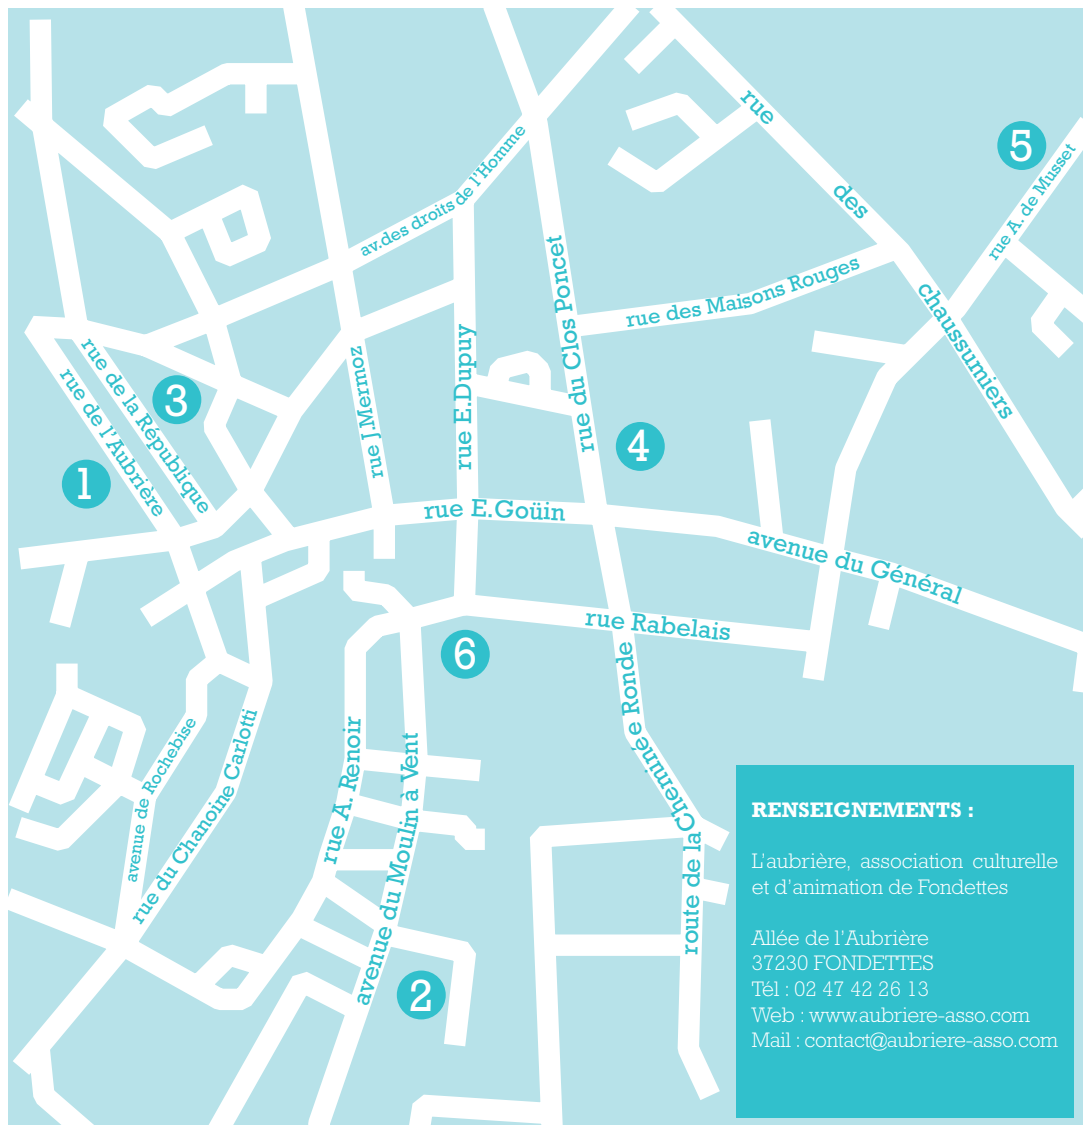 rue
5
av.des droits de l'Homme
des
rue A. de Musset
rue du Clos Poncet
rue des Maisons Rouges
chaussumiers
rue E.Dupuy
rue J.Mermoz
rue de la République
rue de l'Aubrière
3
4
1
rue E.Goüin
avenue du Général
rue Rabelais
6
route de la Cheminée Ronde
avenue de Rochebise
rue du Chanoine Carlotti
rue A. Renoir
avenue du Moulin à Vent
2
RENSEIGNEMENTS :
L'aubrière, association culturelle
et d'animation de Fondettes
Allée de l'Aubrière
37230 FONDETTES
Tél : 02 47 42 26 13
Web : www.aubriere-asso.com
Mail : contact@aubriere-asso.com